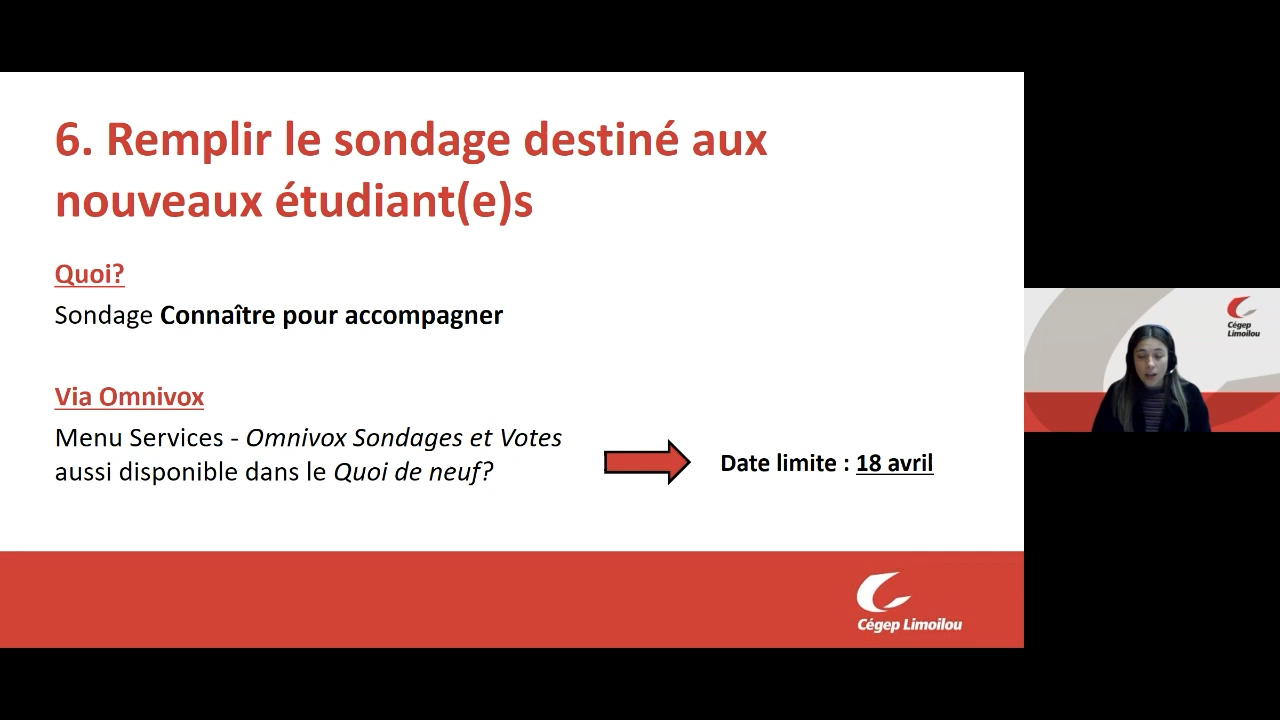 6. Remplir le sondage destiné aux
nouveaux étudiant(e)s
Quoi?
Sondage Connaître pour accompagner
Via Omnivox
Menu Services - Omnivox Sondages et Votes
aussi disponible dans le Quoi de neuf?
Date limite : 18 avril
Cégep Limoilou
Cégep
Limoilou